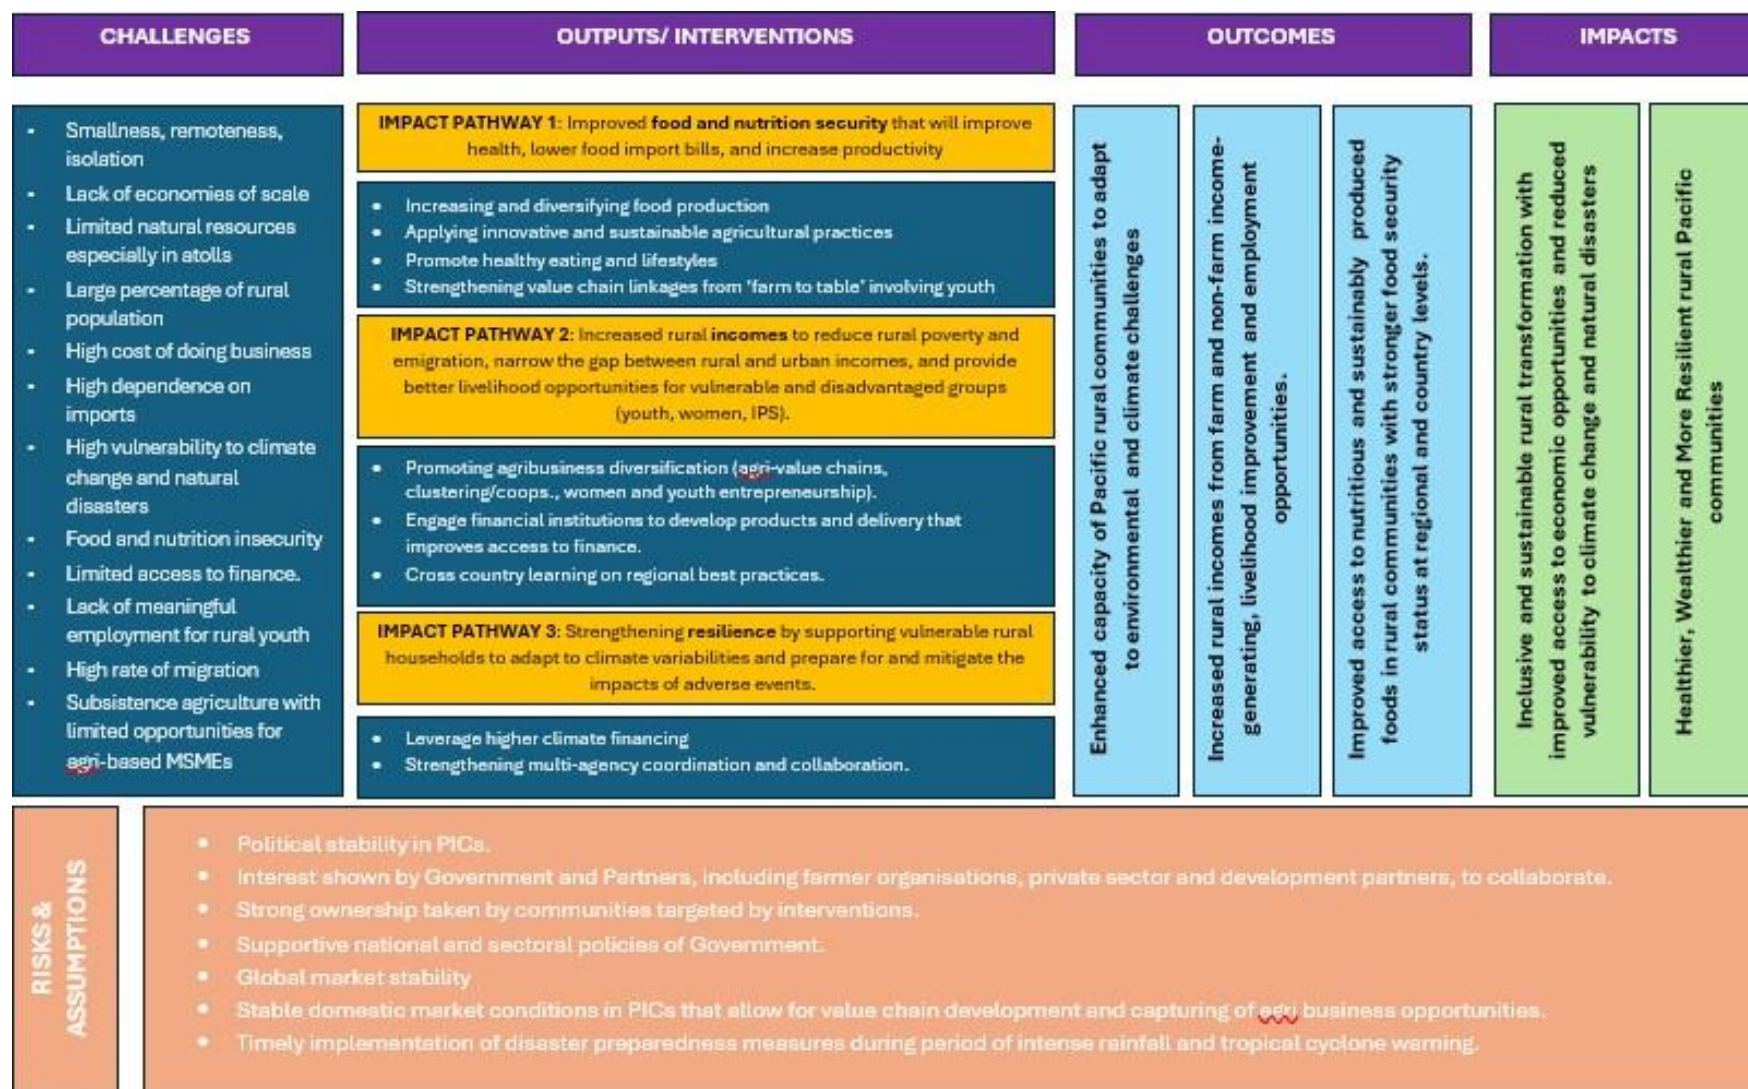 CHALLENGES
OUTPUTS/ INTERVENTIONS
OUTCOMES
IMPACTS
- Smallness, remoteness,
isolation
- Lack of economies of scale
- Limited natural resources
especially in atolls
- Large percentage of rural
population
- High cost of doing business
- High dependence on
imports
- High vulnerability to climate
change and natural
disasters
- Food and nutrition insecurity
- Limited access to finance.
- Lack of meaningful
employment for rural youth
- High rate of migration
- Subsistence agriculture with
limited opportunities for
agri-based MSMEs
IMPACT PATHWAY 1: Improved food and nutrition security that will improve
health, lower food import bills, and increase productivity
• Increasing and diversifying food production
• Applying innovative and sustainable agricultural practices
• Promote healthy eating and lifestyles
• Strengthening value chain linkages from 'farm to table' involving youth
IMPACT PATHWAY 2: Increased rural incomes to reduce rural poverty and
emigration, narrow the gap between rural and urban incomes, and provide
better livelihood opportunities for vulnerable and disadvantaged groups
(youth, women, IPS).
• Promoting agribusiness diversification (agri-value chains,
clustering/coops., women and youth entrepreneurship).
• Engage financial institutions to develop products and delivery that
improves access to finance.
• Cross country learning on regional best practices.
IMPACT PATHWAY 3: Strengthening resilience by supporting vulnerable rural
households to adapt to climate variabilities and prepare for and mitigate the
impacts of adverse events.
• Leverage higher climate financing
• Strengthening multi-agency coordination and collaboration.
Enhanced capacity of Pacific rural communities to adapt
to environmental and climate challenges
Increased rural incomes from farm and non-farm income-
generating, livelihood improvement and employment
opportunities.
Improved access to nutritious and sustainably produced
foods in rural communities with stronger food security
status at regional and country levels.
Inclusive and sustainable rural transformation with
improved access to economic opportunities and reduced
vulnerability to climate change and natural disasters
Healthier, Wealthier and More Resilient rural Pacific
communities
RISKS &
ASSUMPTIONS
• Political stability in PICs.
• Interest shown by Government and Partners, including farmer organisations, private sector and development partners, to collaborate.
• Strong ownership taken by communities targeted by interventions.
• Supportive national and sectoral policies of Government.
• Global market stability
• Stable domestic market conditions in PICs that allow for value chain development and capturing of agri business opportunities.
• Timely implementation of disaster preparedness measures during period of intense rainfall and tropical cyclone warning.